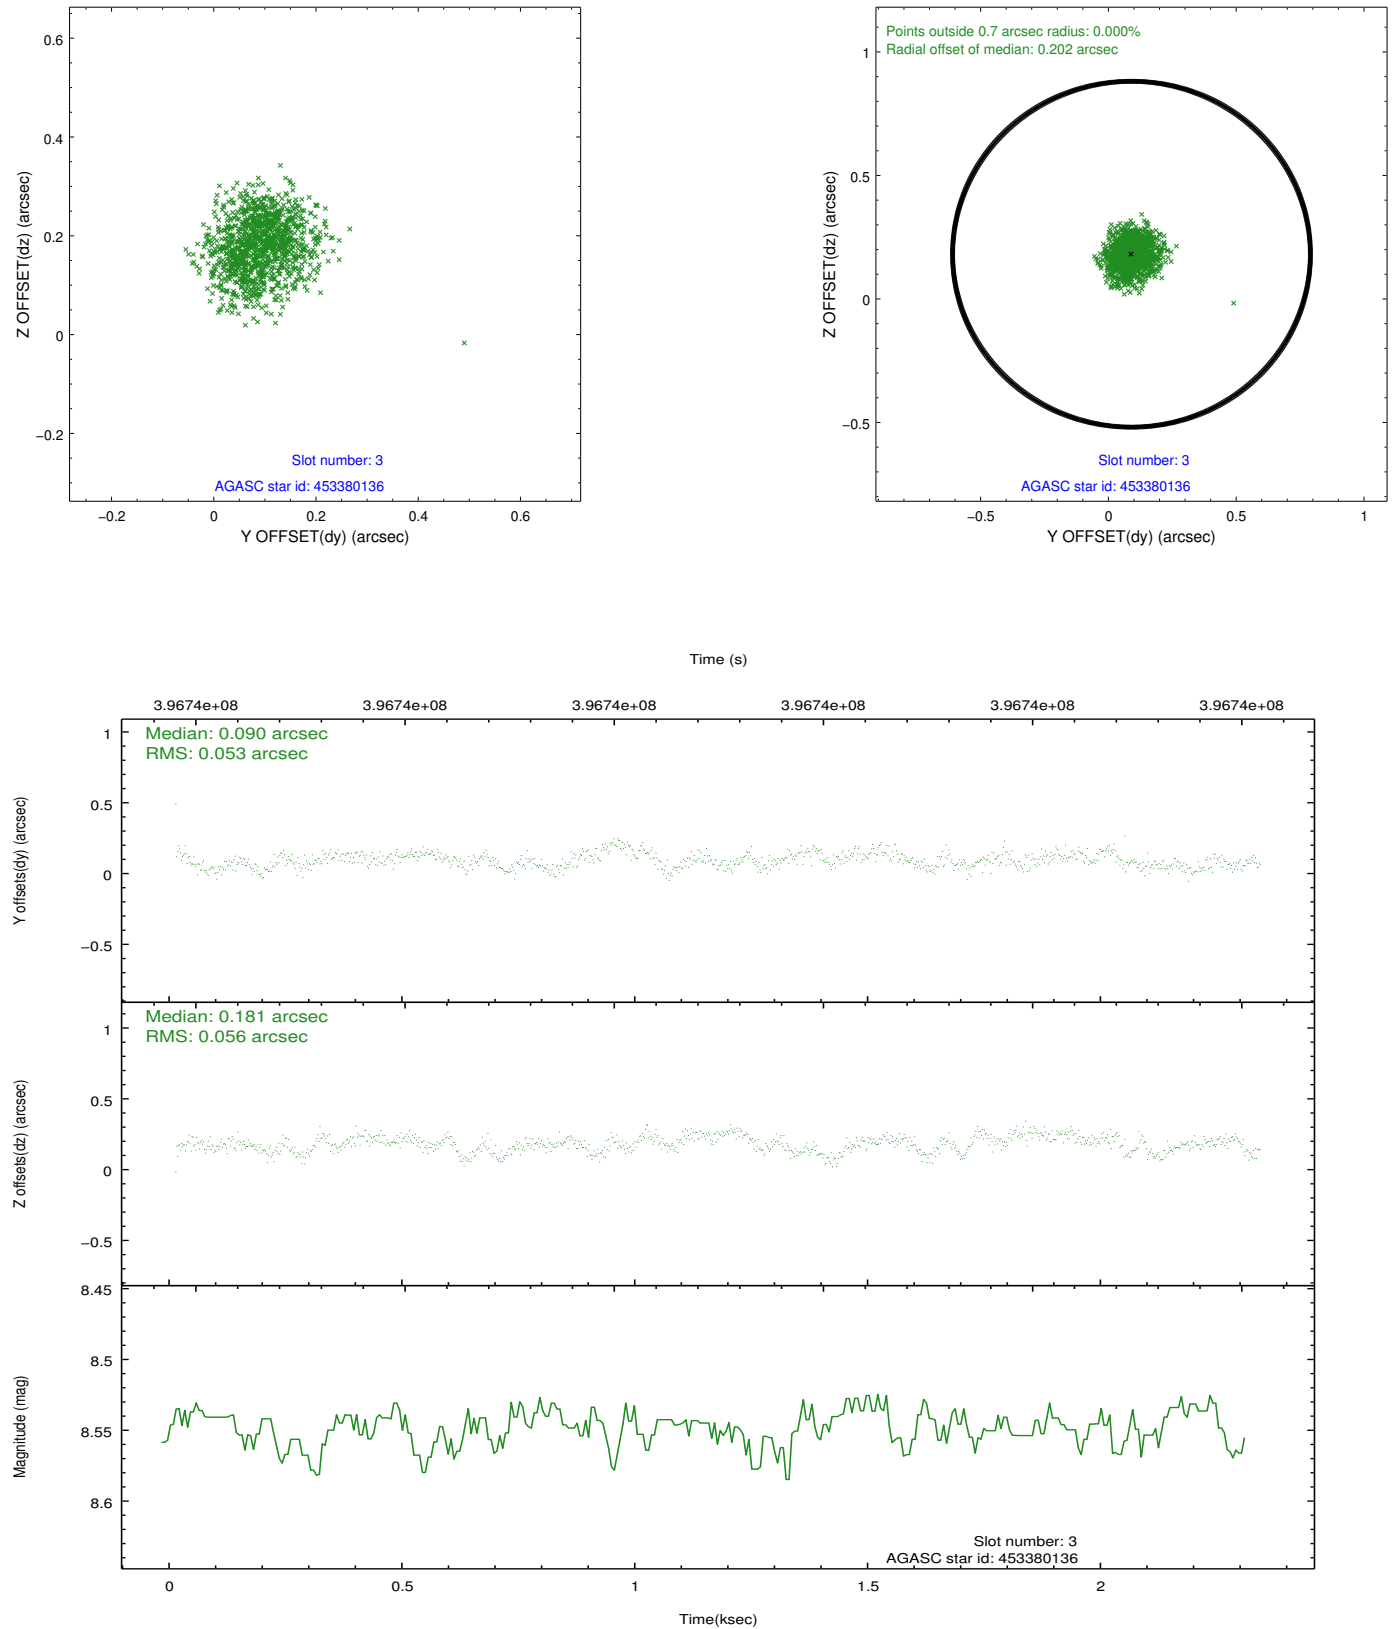 0.6
0.4
0.2
0
−0.2
Z OFFSET(dz) (arcsec)
Slot number: 3
AGASC star id: 453380136
−0.2 0 0.2 0.4 0.6
Y OFFSET(dy) (arcsec)
Points outside 0.7 arcsec radius: 0.000%
Radial offset of median: 0.202 arcsec
1
0.5
0
−0.5
Z OFFSET(dz) (arcsec)
Slot number: 3
AGASC star id: 453380136
−0.5 0 0.5 1
Y OFFSET(dy) (arcsec)
Time (s)
3.9674e+08 3.9674e+08 3.9674e+08 3.9674e+08 3.9674e+08 3.9674e+08
Median: 0.090 arcsec
RMS: 0.053 arcsec
1
0.5
0
−0.5
Y offsets(dy) (arcsec)
Median: 0.181 arcsec
RMS: 0.056 arcsec
1
0.5
0
−0.5
Z offsets(dz) (arcsec)
8.45
8.5
8.55
8.6
Magnitude (mag)
Slot number: 3
AGASC star id: 453380136
0 0.5 1 1.5 2
Time(ksec)